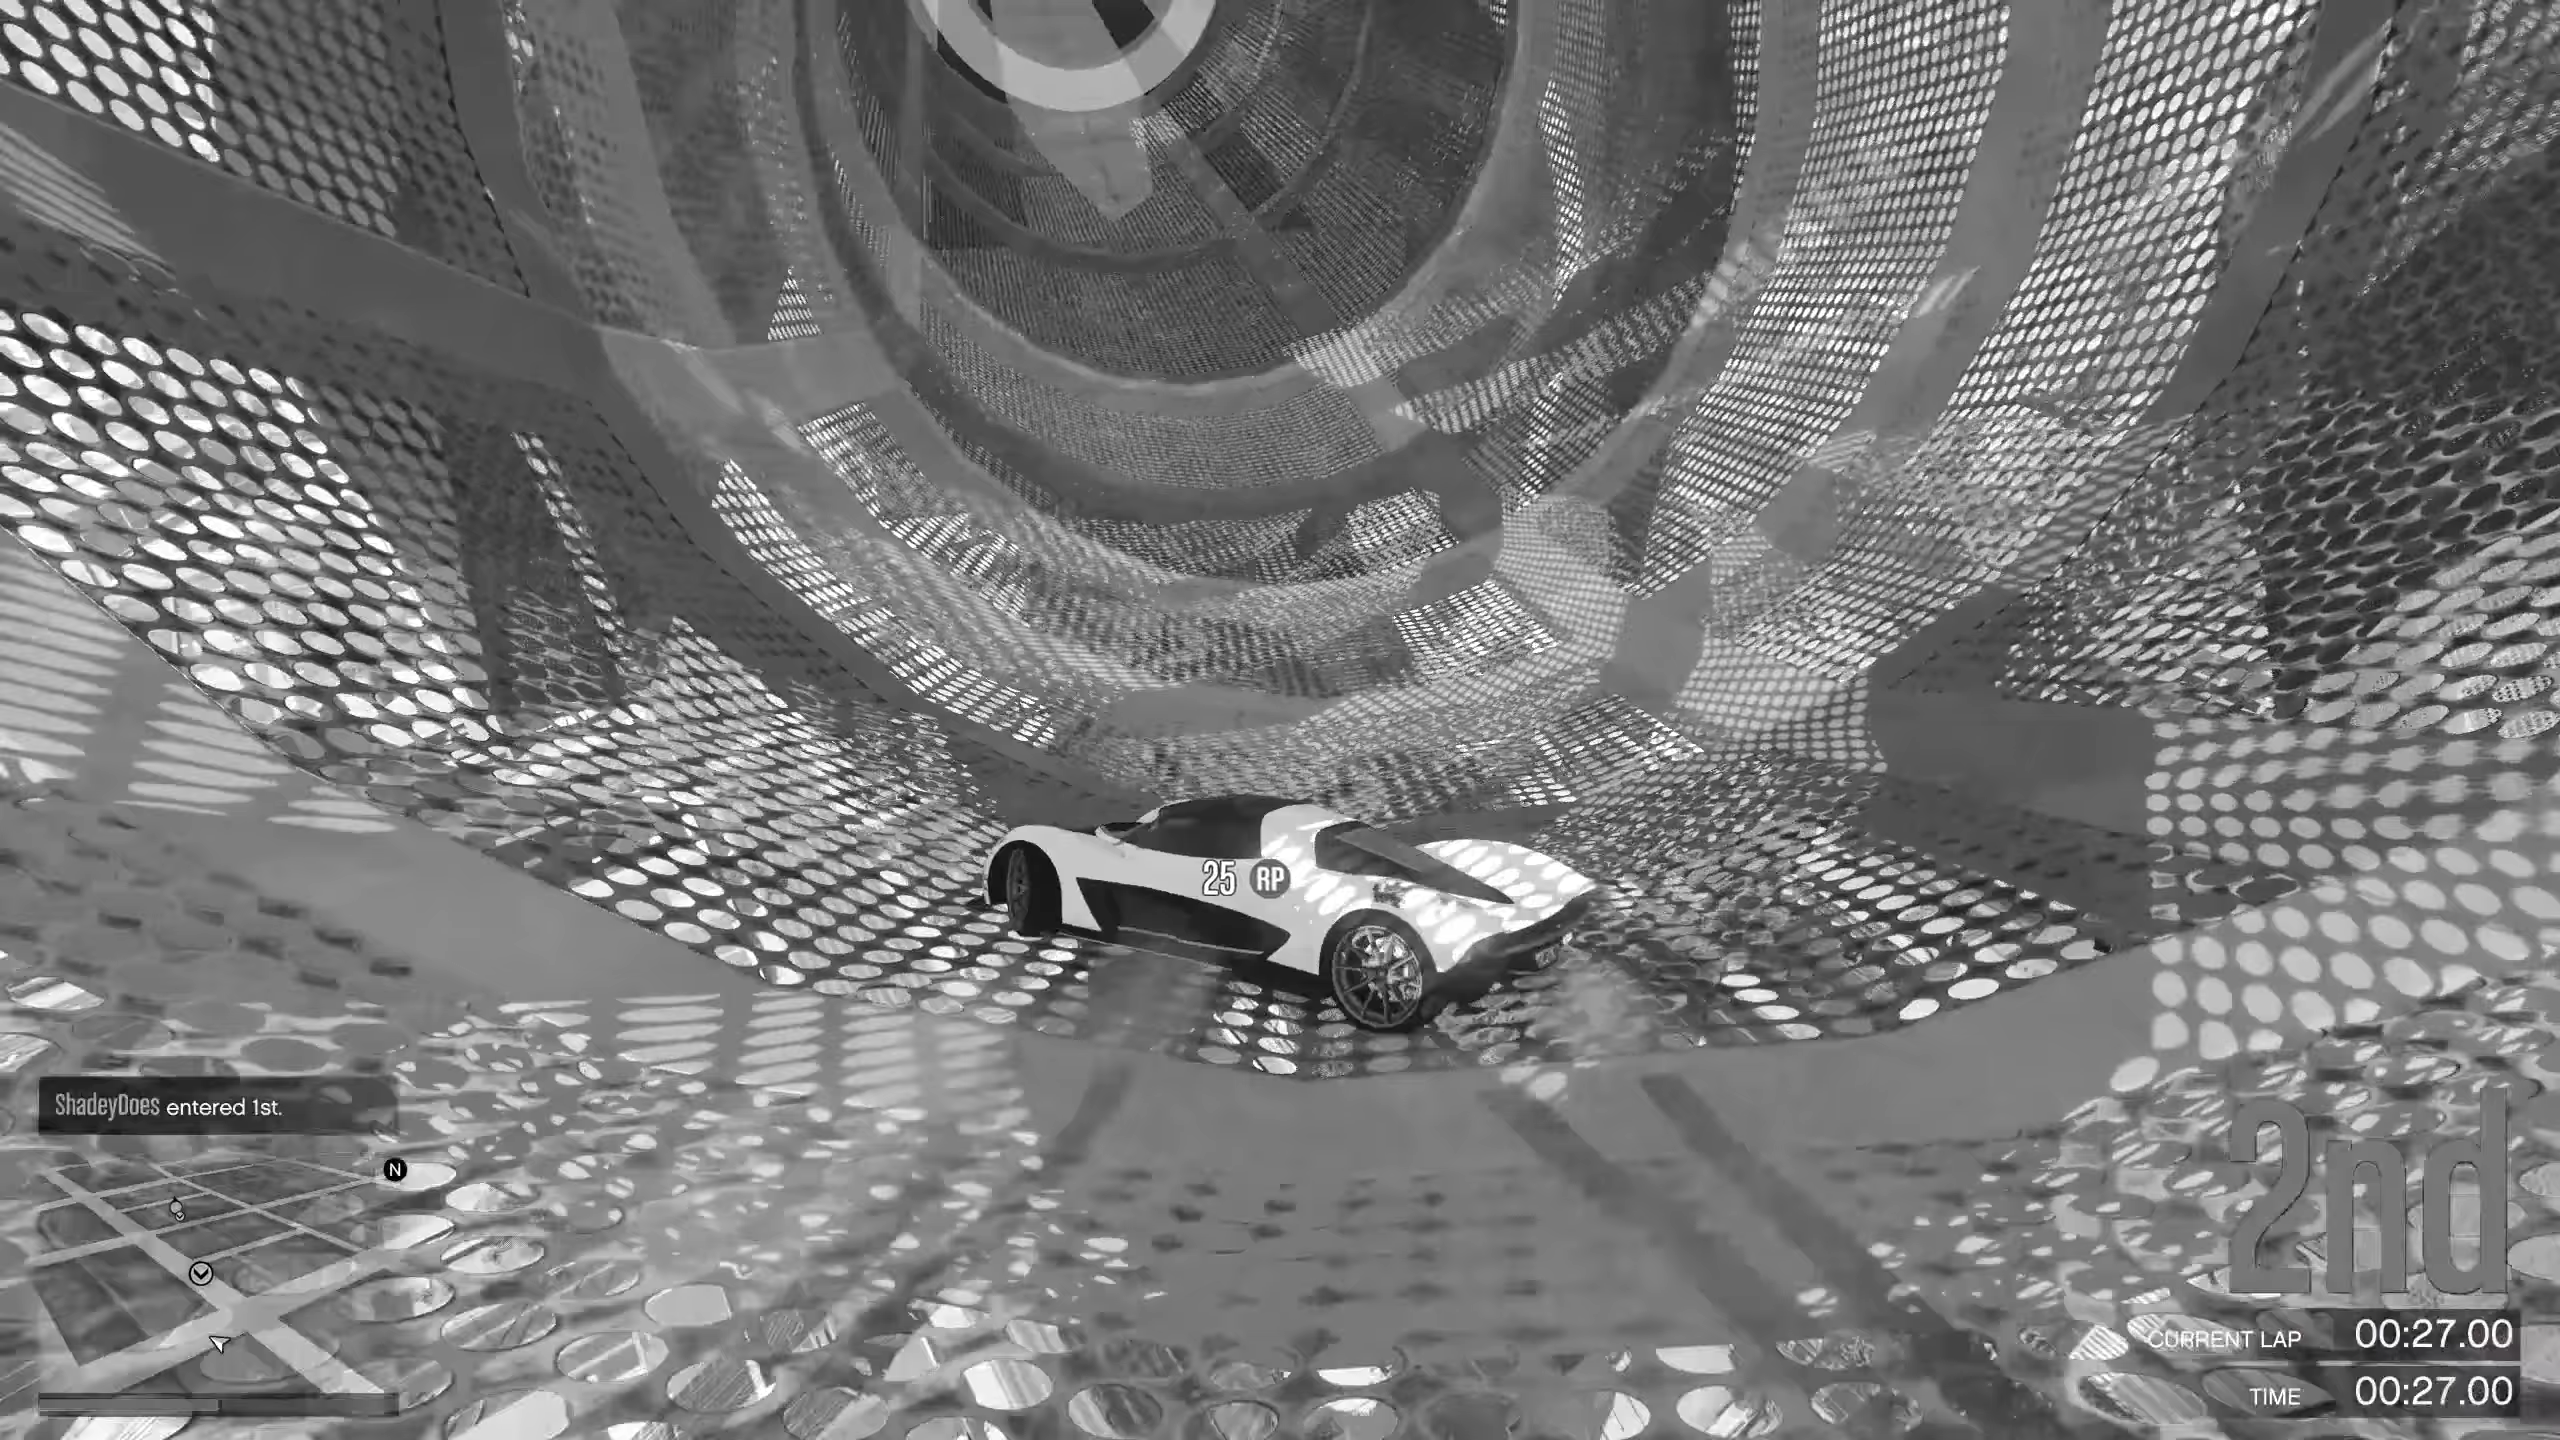 25 RP
ShadeyDoes entered 1st.
N
2nd
CURRENT LAP 00:27.00
TIME 00:27.00